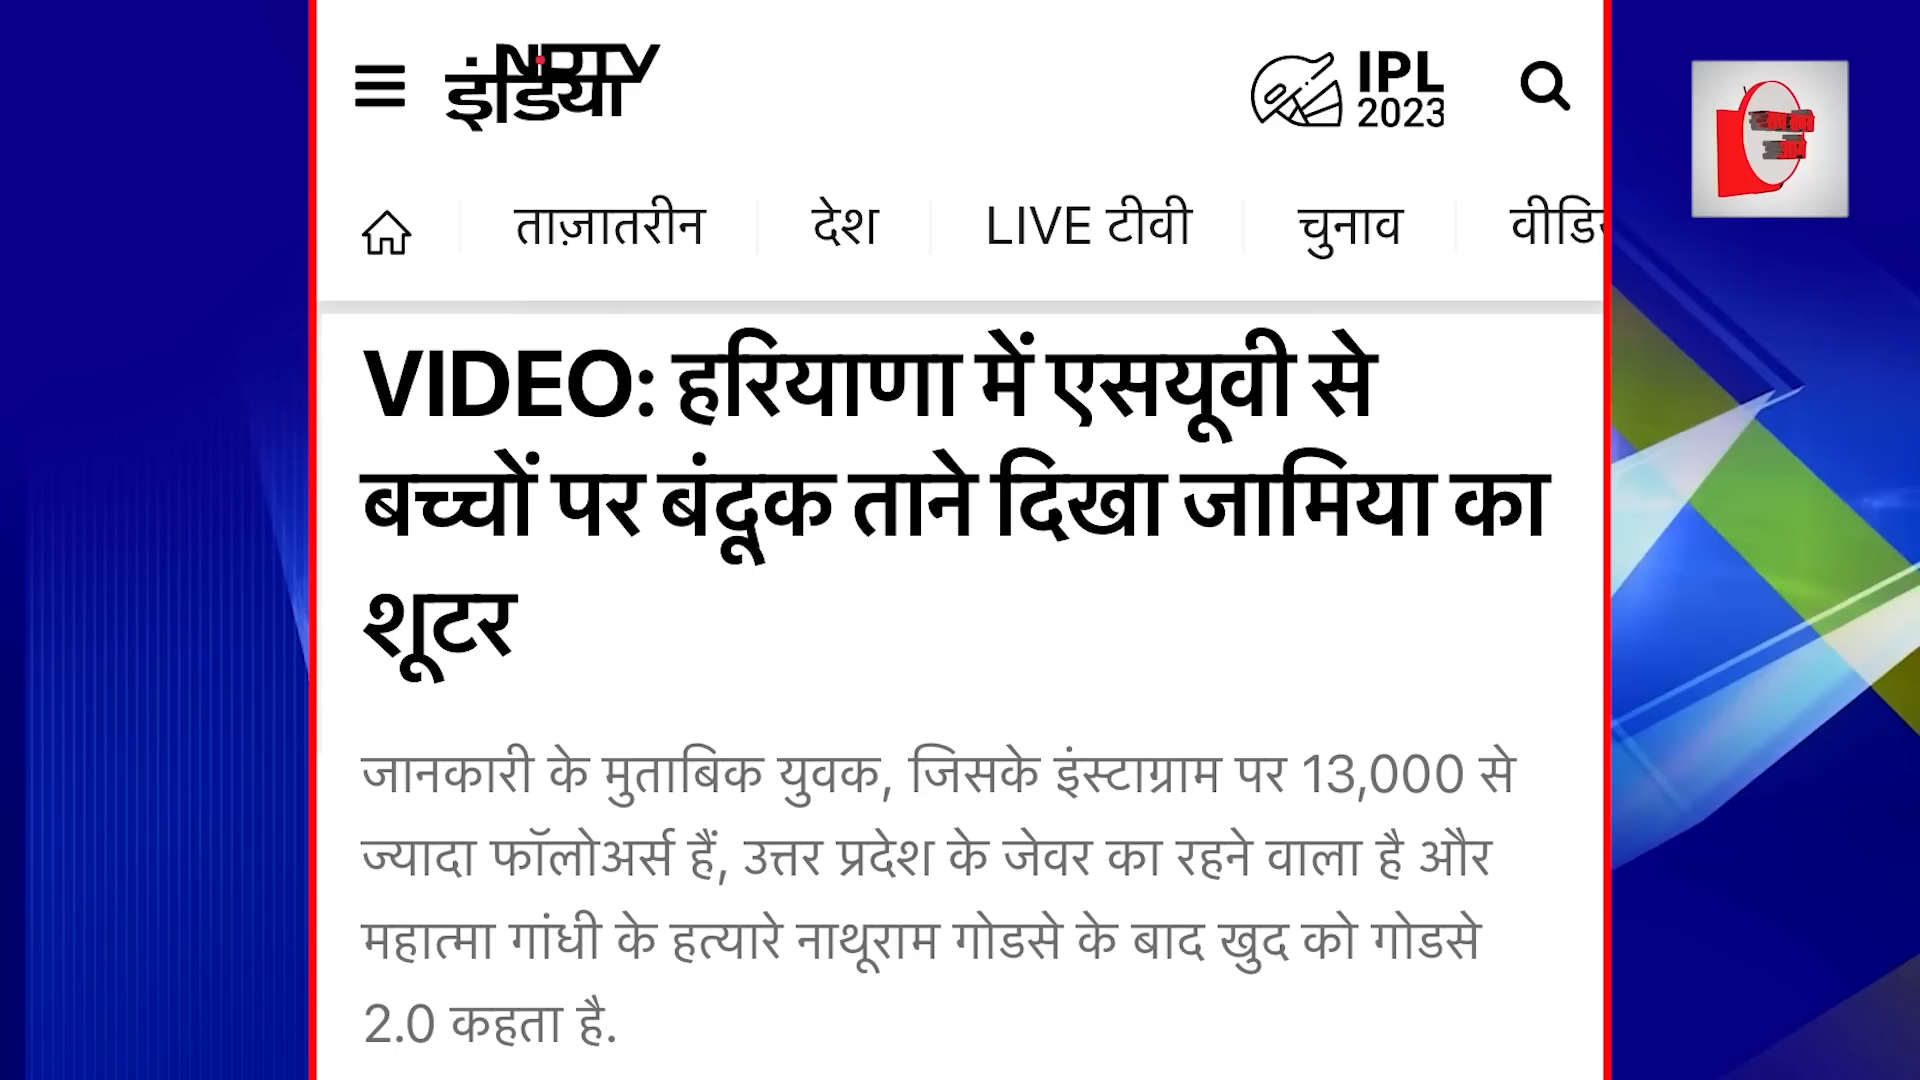 NDTV
इंडिया
IPL
2023
ताज़ातरीन
देश
LIVE टीवी
चुनाव
VIDEO: हरियाणा में एसयूवी से
बच्चों पर बंदूक ताने दिखा जामिया का
शूटर
जानकारी के मुताबिक युवक, जिसके इंस्टाग्राम पर 13,000 से
ज्यादा फॉलोअर्स हैं, उत्तर प्रदेश के जेवर का रहने वाला है और
महात्मा गांधी के हत्यारे नाथूराम गोडसे के बाद खुद को गोडसे
2.0 कहता है.